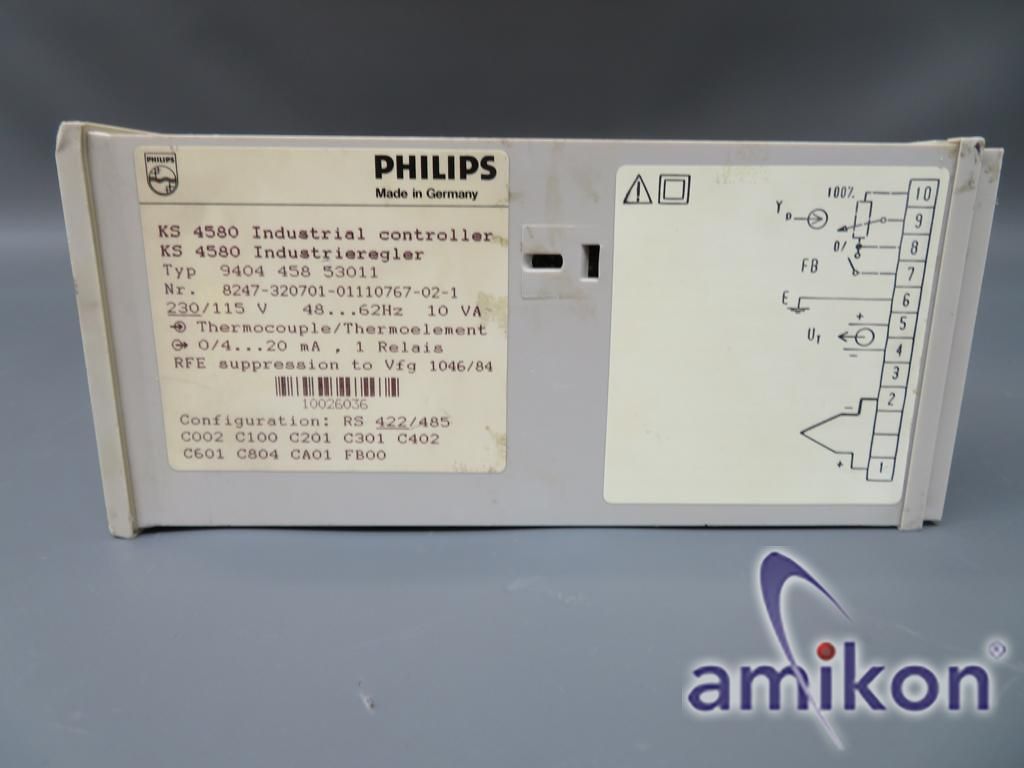 PHILIPS
PHILIPS
Made in Germany
KS 4580 Industrial controller
KS 4580 Industrieregler
Typ 9404 458 53011
Nr. 8247-320701-01110767-02-1
230/115 V 48...62Hz 10 VA
Thermocouple/Thermoelement
0/4...20 mA , 1 Relais
RFE suppression to Vfg 1046/84
10026036
Configuration: RS 422/485
C002 C100 C201 C301 C402
C601 C804 CA01 FB00
100%
10
9
0/
8
FB
7
E
6
+
5
U1
−
4
3
−
2
+
1
amikon®